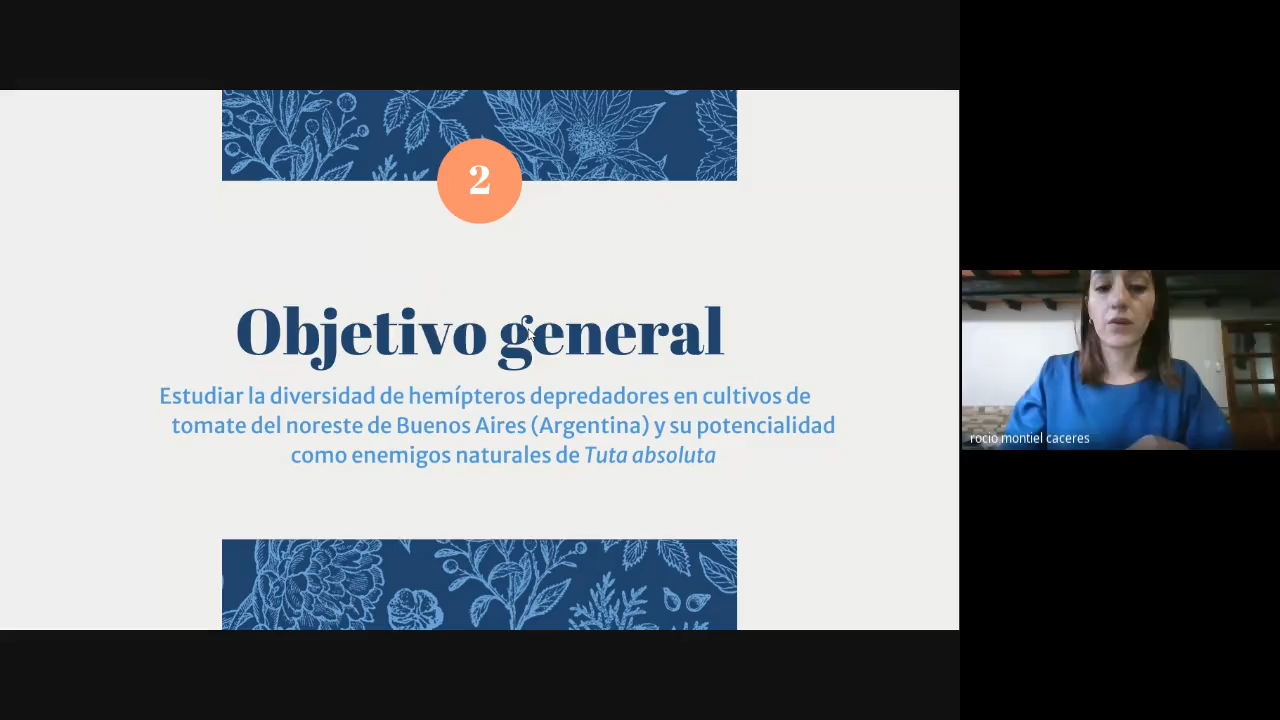 2
Objetivo general
Estudiar la diversidad de hemípteros depredadores en cultivos de
tomate del noreste de Buenos Aires (Argentina) y su potencialidad
como enemigos naturales de Tuta absoluta
rocio montiel caceres